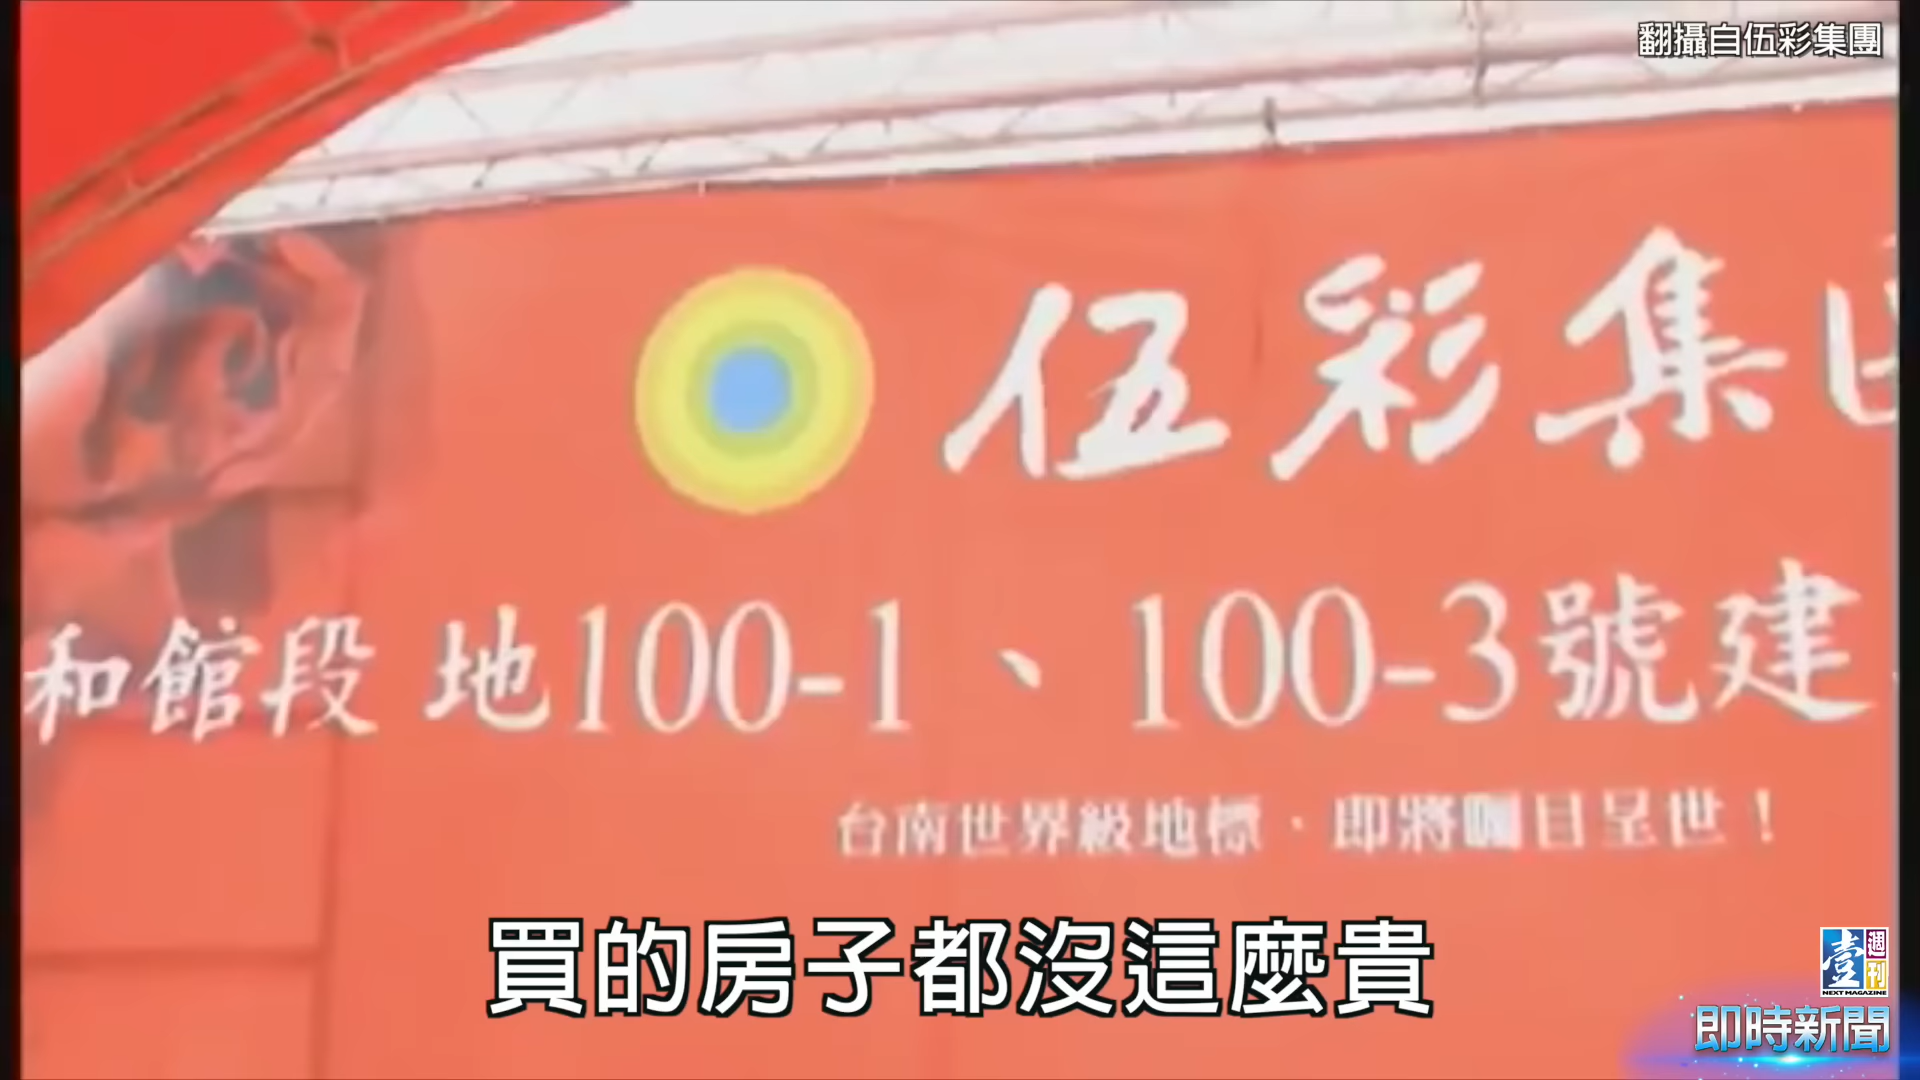 翻攝自伍彩集團
伍彩集
和館段 地100-1、100-3號建
台南世界級地標‧即將矚目呈世！
買的房子都沒這麼貴
壹週刊
NEXT MAGAZINE
即時新聞